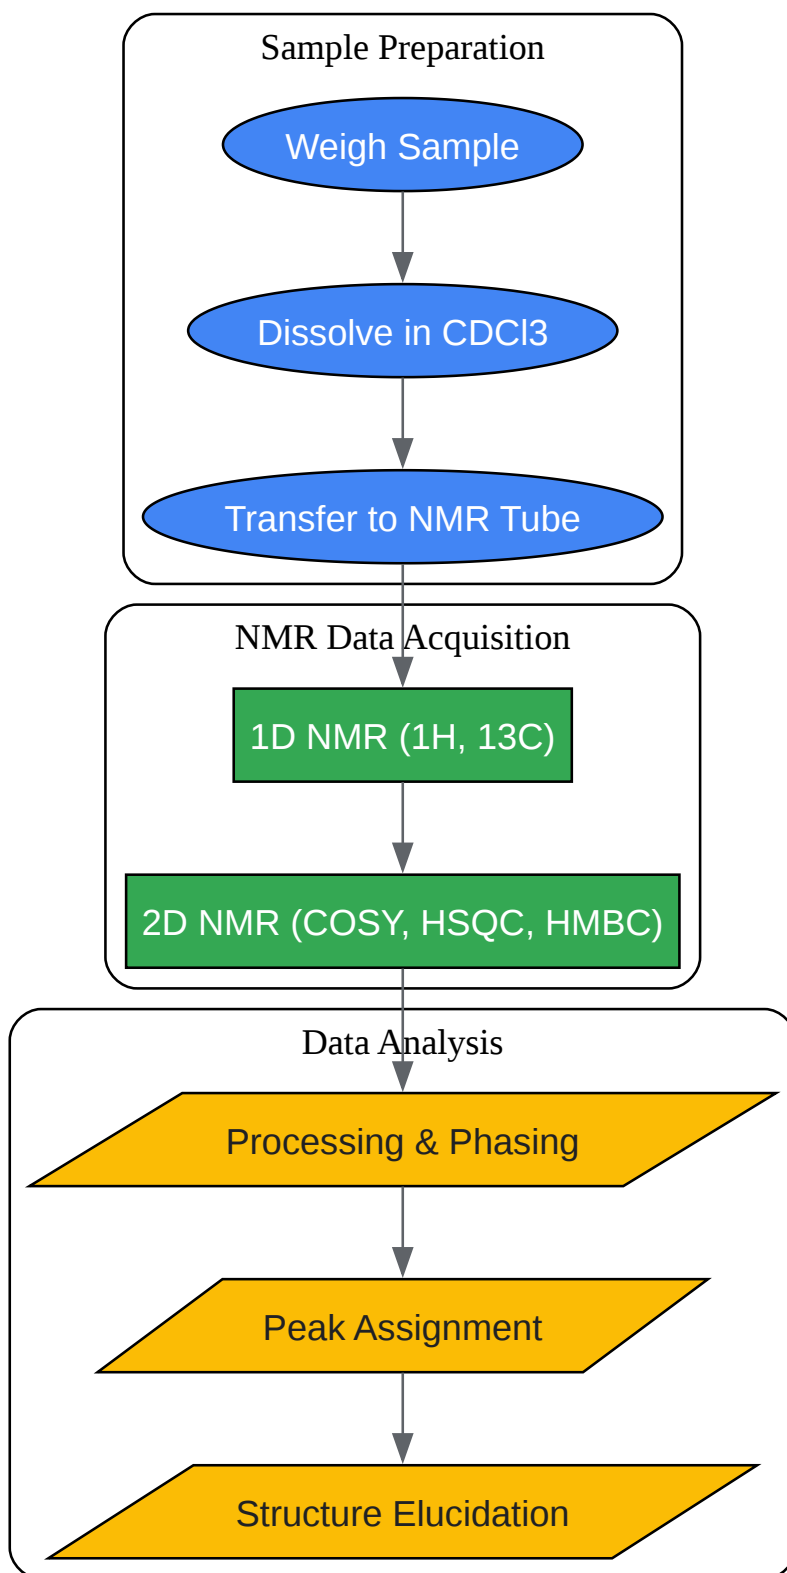 Sample Preparation
Weigh Sample
Dissolve in CDCl3
Transfer to NMR Tube
NMR Data Acquisition
1D NMR (1H, 13C)
2D NMR (COSY, HSQC, HMBC)
Data Analysis
Processing & Phasing
Peak Assignment
Structure Elucidation